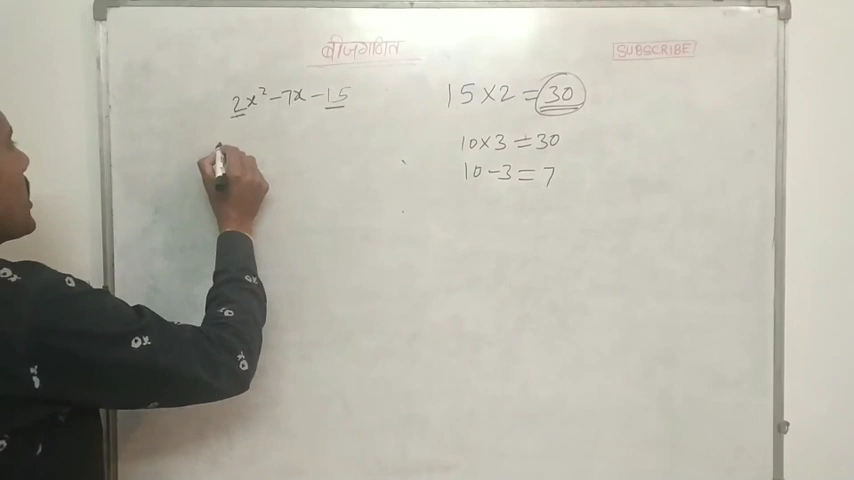 बीजगणित
SUBSCRIBE
2x² - 7x - 15
15 × 2 = 30
10 × 3 = 30
10 - 3 = 7